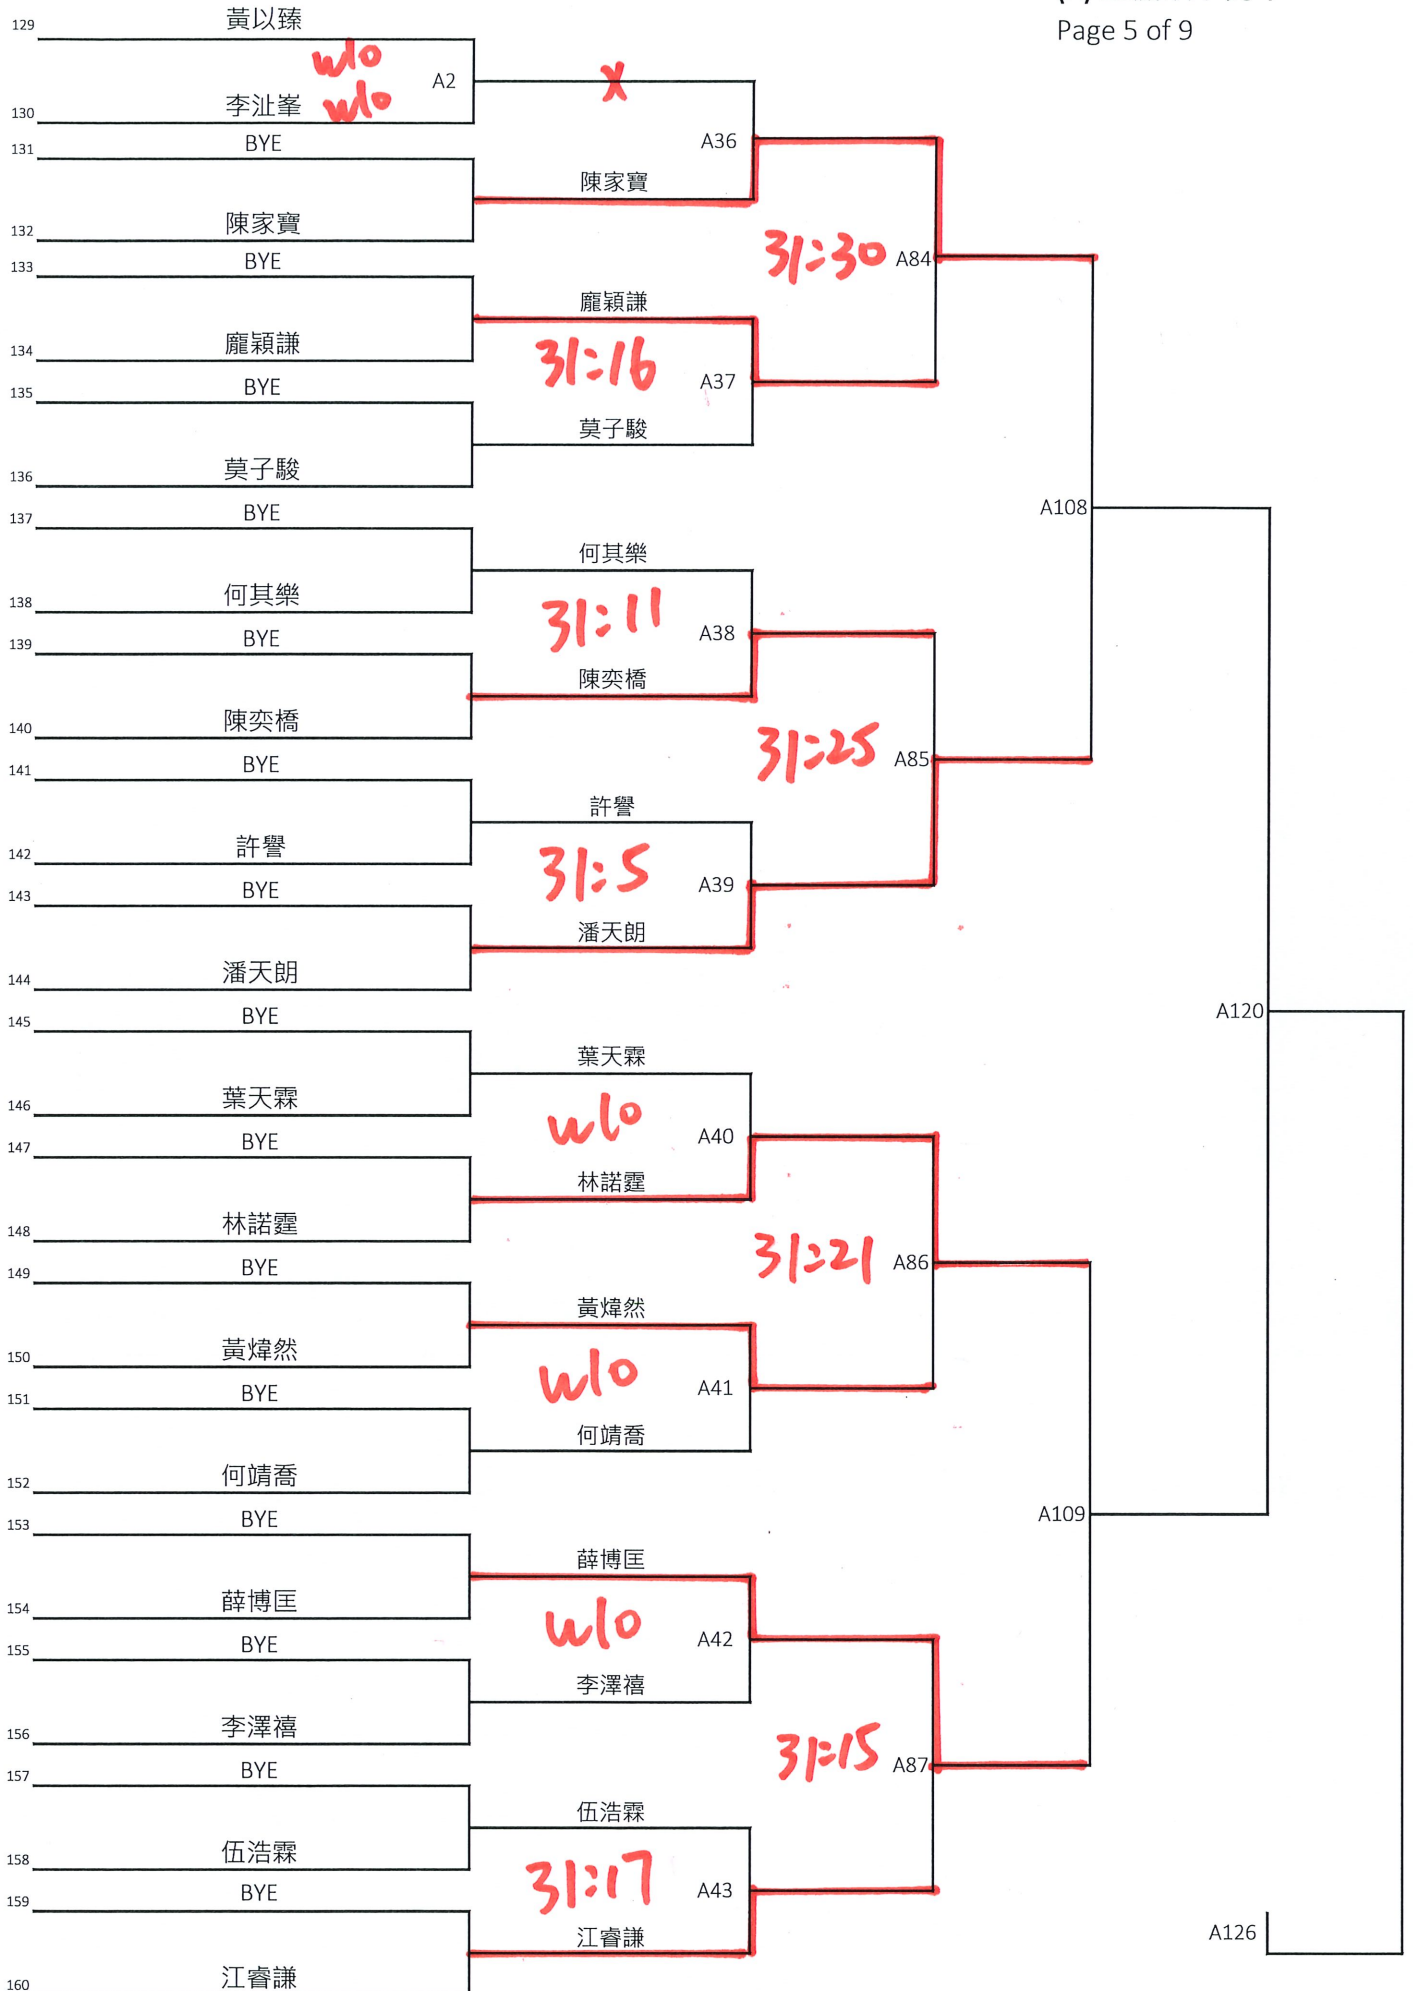 Page 5 of 9
129 黃以臻
w/o
A2
X
130 李沚峯 w/o
131 BYE
A36
陳家寶
132 陳家寶
133 BYE
31:30 A84
龐穎謙
134 龐穎謙
31:16 A37
135 BYE
莫子駿
136 莫子駿
137 BYE
A108
何其樂
138 何其樂
31:11 A38
139 BYE
陳奕橋
140 陳奕橋
31:25 A85
141 BYE
許譽
142 許譽
31:5 A39
143 BYE
潘天朗
144 潘天朗
145 BYE
A120
葉天霖
146 葉天霖
w/o A40
147 BYE
林諾霆
148 林諾霆
31:21 A86
149 BYE
黃煒然
150 黃煒然
w/o A41
151 BYE
何靖喬
152 何靖喬
153 BYE
A109
薛博匡
154 薛博匡
w/o A42
155 BYE
李澤禧
156 李澤禧
31:15 A87
157 BYE
伍浩霖
158 伍浩霖
31:17 A43
159 BYE
江睿謙
A126
160 江睿謙